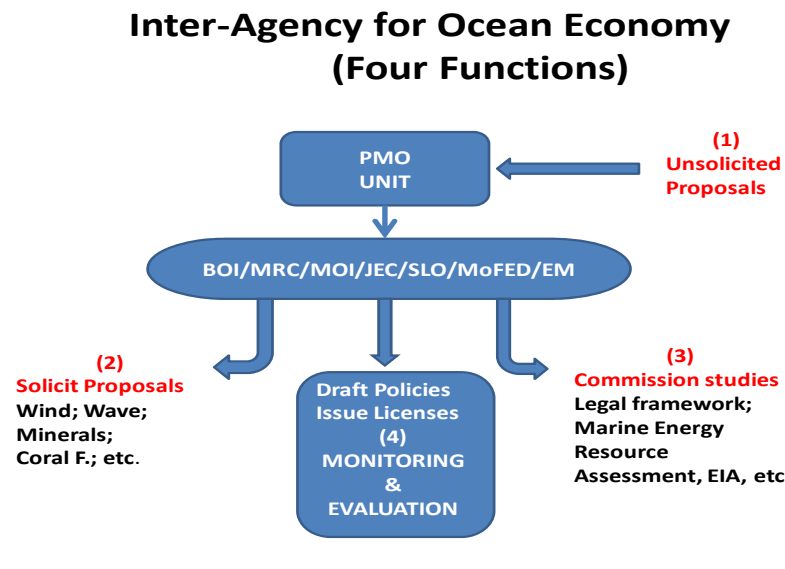 Inter-Agency for Ocean Economy
(Four Functions)
PMO
UNIT
(1)
Unsolicited
Proposals
BOI/MRC/MOI/JEC/SLO/MoFED/EM
(2)
Solicit Proposals
Wind; Wave;
Minerals;
Coral F.; etc.
Draft Policies
Issue Licenses
(4)
MONITORING
&
EVALUATION
(3)
Commission studies
Legal framework;
Marine Energy
Resource
Assessment, EIA, etc